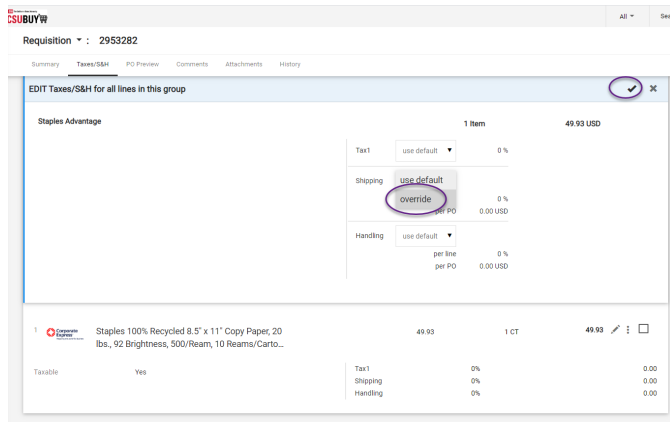 CSUBUY
All
Requisition : 2953282
Summary Taxes/S&H PO Preview Comments Attachments History
EDIT Taxes/S&H for all lines in this group
Staples Advantage 1 Item 49.93 USD
Tax1 use default 0 %
Shipping use default
override 0 %
per PO 0.00 USD
Handling use default
per line 0 %
per PO 0.00 USD
1 Corporate Express Staples 100% Recycled 8.5" x 11" Copy Paper, 20 49.93 1 CT 49.93
lbs., 92 Brightness, 500/Ream, 10 Reams/Carto...
Taxable Yes Tax1 0% 0.00
Shipping 0% 0.00
Handling 0% 0.00